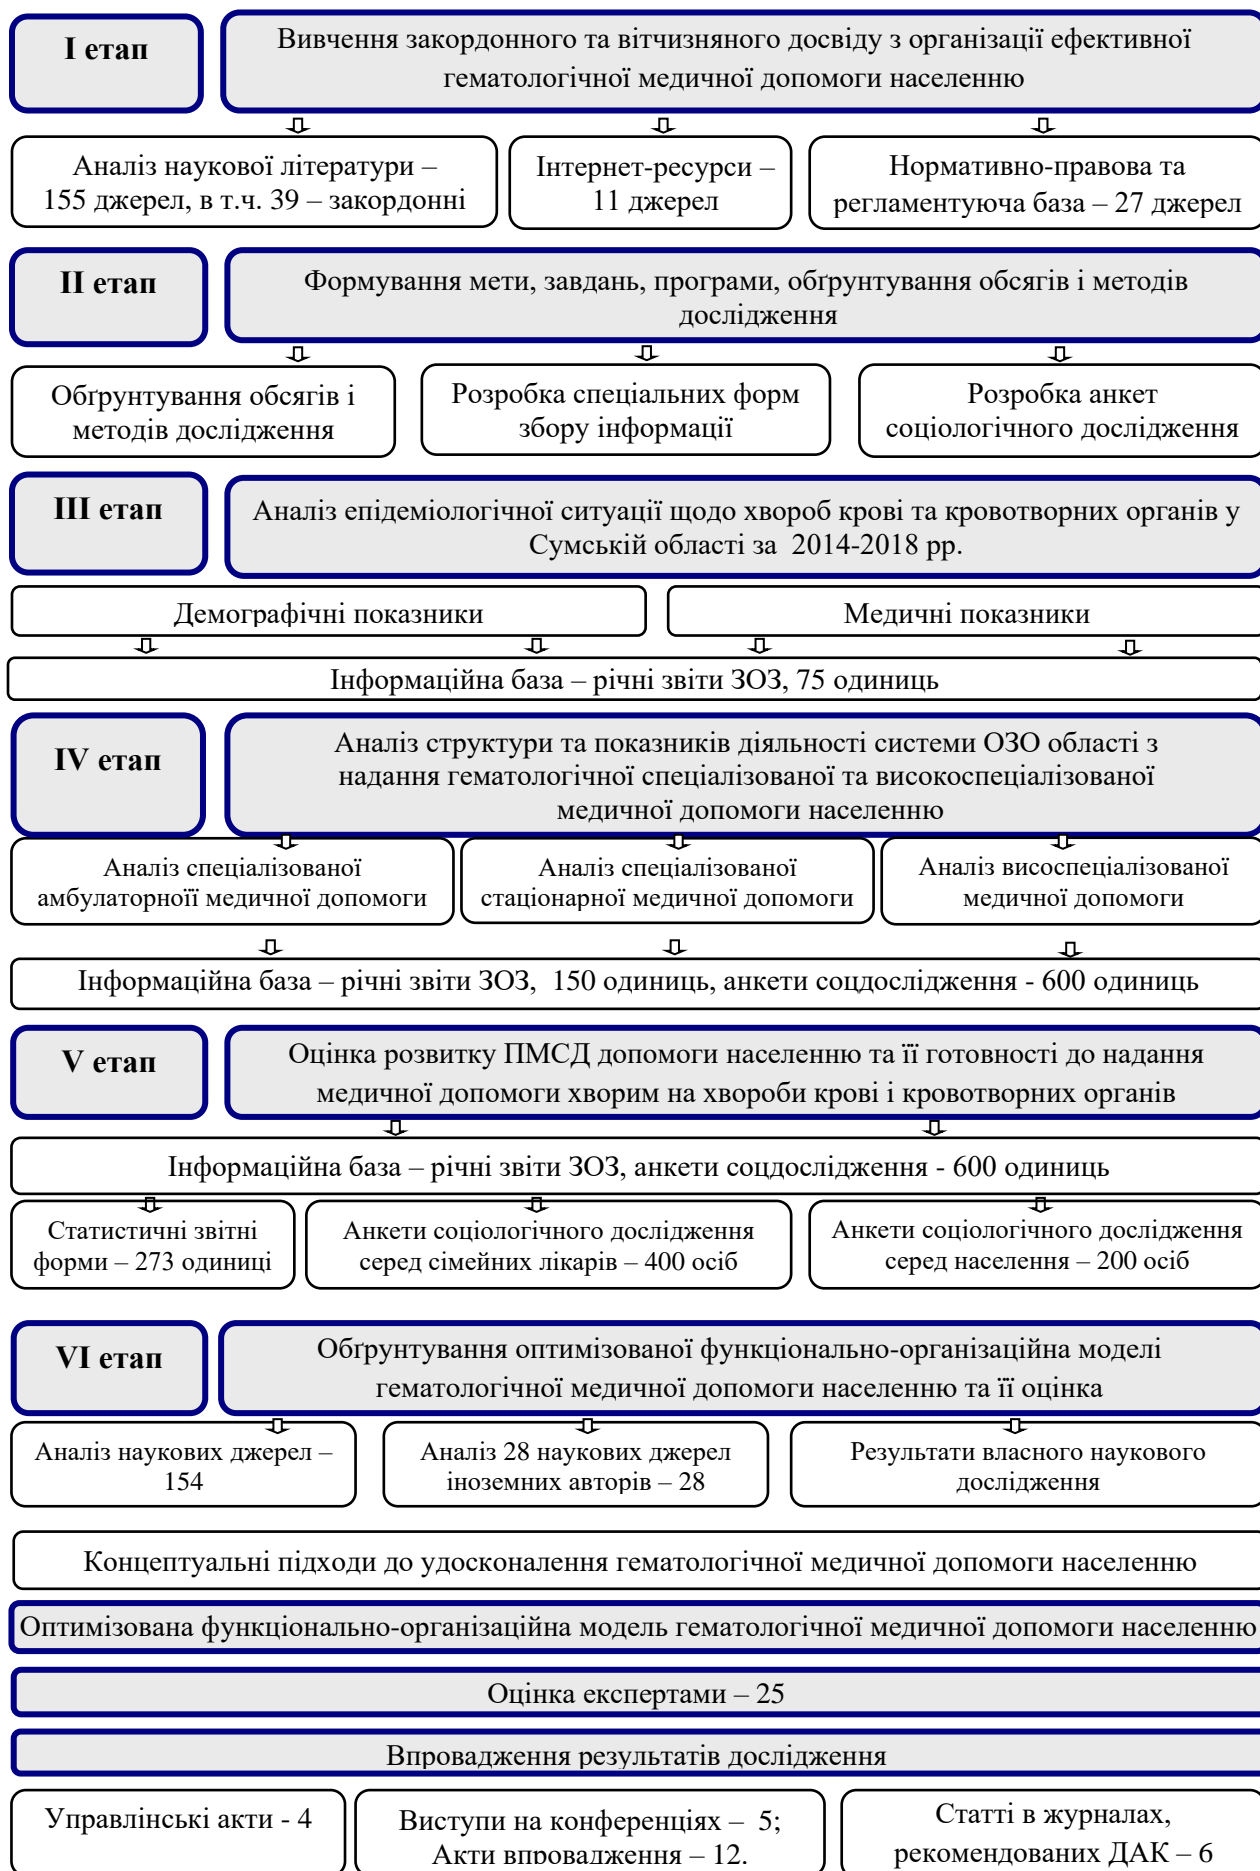 І етап
Вивчення закордонного та вітчизняного досвіду з організації ефективної
гематологічної медичної допомоги населенню
Аналіз наукової літератури –
155 джерел, в т.ч. 39 – закордонні
Інтернет-ресурси –
11 джерел
Нормативно-правова та
регламентуюча база – 27 джерел
ІІ етап
Формування мети, завдань, програми, обґрунтування обсягів і методів
дослідження
Обґрунтування обсягів і
методів дослідження
Розробка спеціальних форм
збору інформації
Розробка анкет
соціологічного дослідження
ІІІ етап
Аналіз епідеміологічної ситуації щодо хвороб крові та кровотворних органів у
Сумській області за 2014-2018 рр.
Демографічні показники
Медичні показники
Інформаційна база – річні звіти ЗОЗ, 75 одиниць
ІV етап
Аналіз структури та показників діяльності системи ОЗО області з
надання гематологічної спеціалізованої та високоспеціалізованої
медичної допомоги населенню
Аналіз спеціалізованої
амбулаторноїї медичної допомоги
Аналіз спеціалізованої
стаціонарної медичної допомоги
Аналіз висоспеціалізованої
медичної допомоги
Інформаційна база – річні звіти ЗОЗ, 150 одиниць, анкети соцдослідження - 600 одиниць
V етап
Оцінка розвитку ПМСД допомоги населенню та її готовності до надання
медичної допомоги хворим на хвороби крові і кровотворних органів
Інформаційна база – річні звіти ЗОЗ, анкети соцдослідження - 600 одиниць
Статистичні звітні
форми – 273 одиниці
Анкети соціологічного дослідження
серед сімейних лікарів – 400 осіб
Анкети соціологічного дослідження
серед населення – 200 осіб
VІ етап
Обґрунтування оптимізованої функціонально-організаційна моделі
гематологічної медичної допомоги населенню та її оцінка
Аналіз наукових джерел –
154
Аналіз 28 наукових джерел
іноземних авторів – 28
Результати власного наукового
дослідження
Концептуальні підходи до удосконалення гематологічної медичної допомоги населенню
Оптимізована функціонально-організаційна модель гематологічної медичної допомоги населенню
Оцінка експертами – 25
Впровадження результатів дослідження
Управлінські акти - 4
Виступи на конференціях – 5;
Акти впровадження – 12.
Статті в журналах,
рекомендованих ДАК – 6